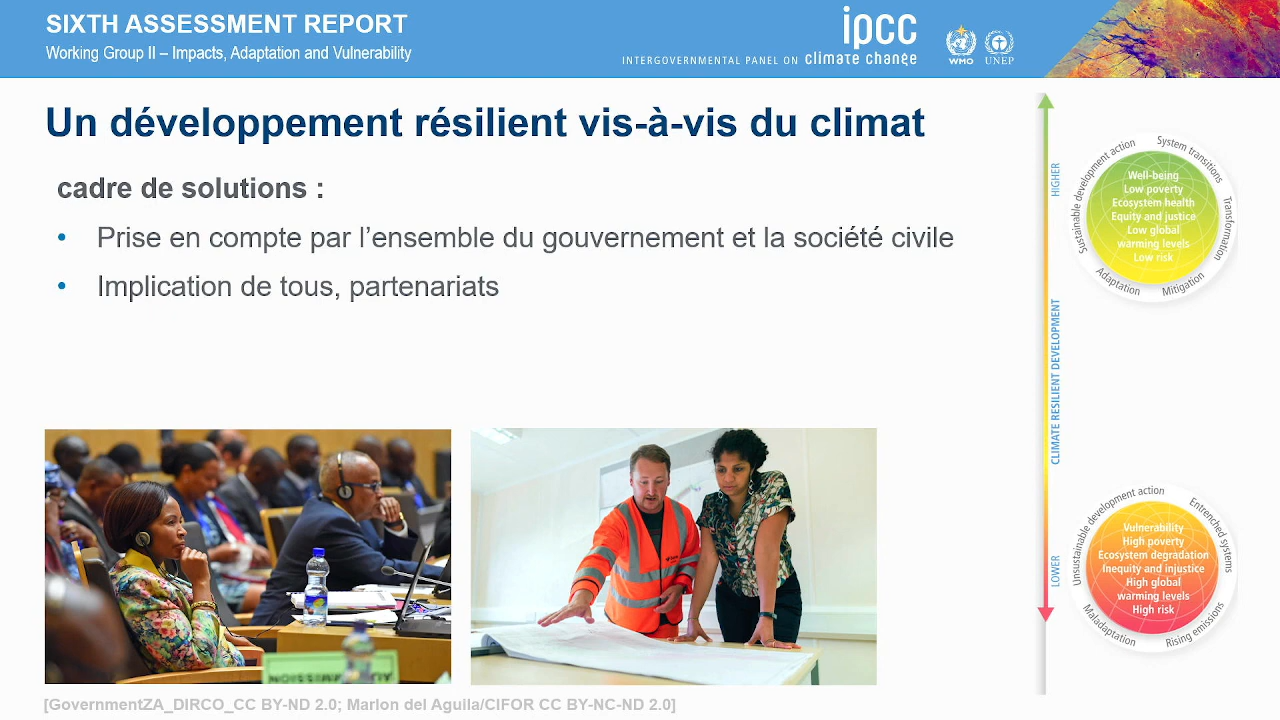 SIXTH ASSESSMENT REPORT
Working Group II – Impacts, Adaptation and Vulnerability
ipcc
INTERGOVERNMENTAL PANEL ON climate change
WMO
UNEP
Un développement résilient vis-à-vis du climat
cadre de solutions :
• Prise en compte par l’ensemble du gouvernement et la société civile
• Implication de tous, partenariats
HIGHER
CLIMATE RESILIENT DEVELOPMENT
LOWER
Sustainable development action
System transitions
Transformation
Mitigation
Adaptation
Well-being
Low poverty
Ecosystem health
Equity and justice
Low global
warming levels
Low risk
Unsustainable development action
Entrenched systems
Rising emissions
Maladaptation
Vulnerability
High poverty
Ecosystem degradation
Inequity and injustice
High global
warming levels
High risk
[GovernmentZA_DIRCO_CC BY-ND 2.0; Marlon del Aguila/CIFOR CC BY-NC-ND 2.0]